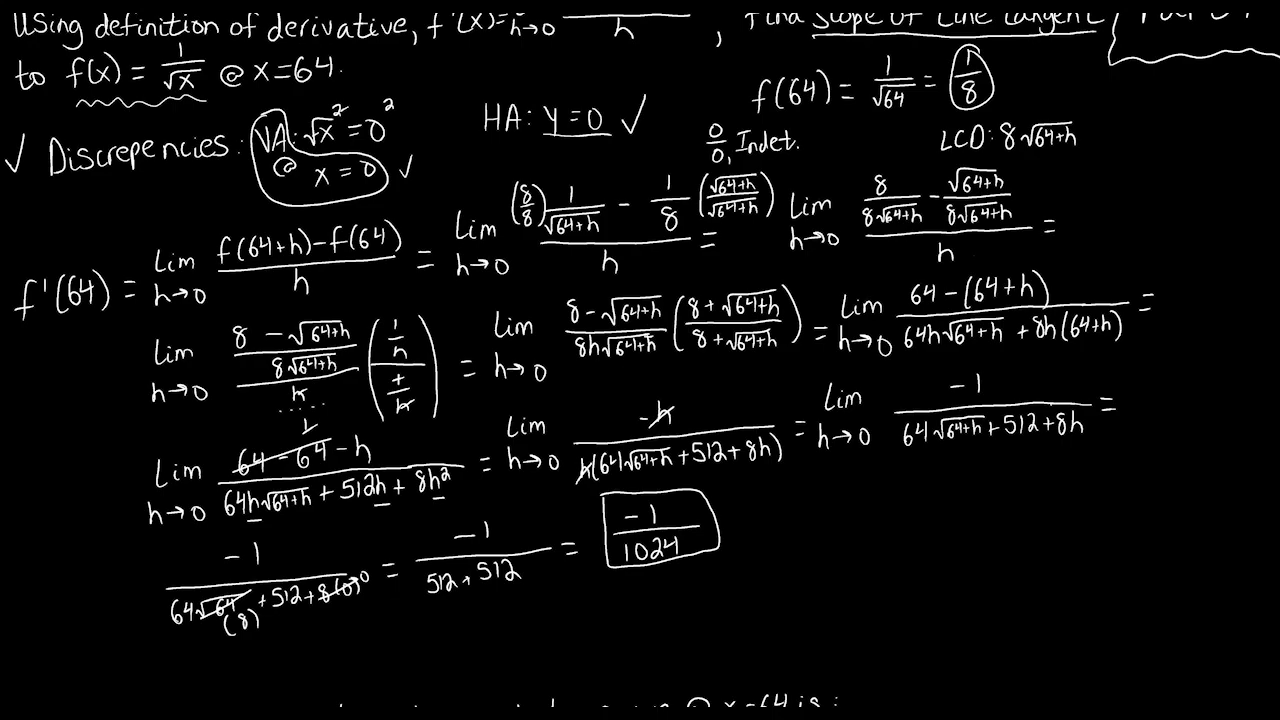 Using definition of derivative, f'(x)= h→0 / h , Find Slope of Line tangent
to f(x) = 1/√x @ x=64.
f(64) = 1/√64 = 1/8
✓ Discrepencies: VA: √x² = 0² HA: y=0 ✓
@ x=0 ✓
0/0, Indet. LCD: 8√64+h
f'(64) = Lim h→0 (f(64+h)-f(64))/h = Lim h→0 ((8/8) 1/√64+h - 1/8 (√64+h/√64+h))/h = Lim h→0 (8/8√64+h - √64+h/8√64+h)/h =
Lim h→0 ((8 - √64+h)/8√64+h)/h ((1/h)/(1/h)) = Lim h→0 (8-√64+h)/(8h√64+h) ((8+√64+h)/(8+√64+h)) = Lim h→0 (64-(64+h))/(64h√64+h + 8h(64+h)) =
Lim h→0 (64-64-h)/(64h√64+h + 512h + 8h²) = Lim h→0 -h/(h(64√64+h + 512 + 8h)) = Lim h→0 -1/(64√64+h + 512 + 8h) =
-1/(64√64 (8) + 512 + 8(0) 0) = -1/(512 + 512) = -1/1024
@ x=64 is: